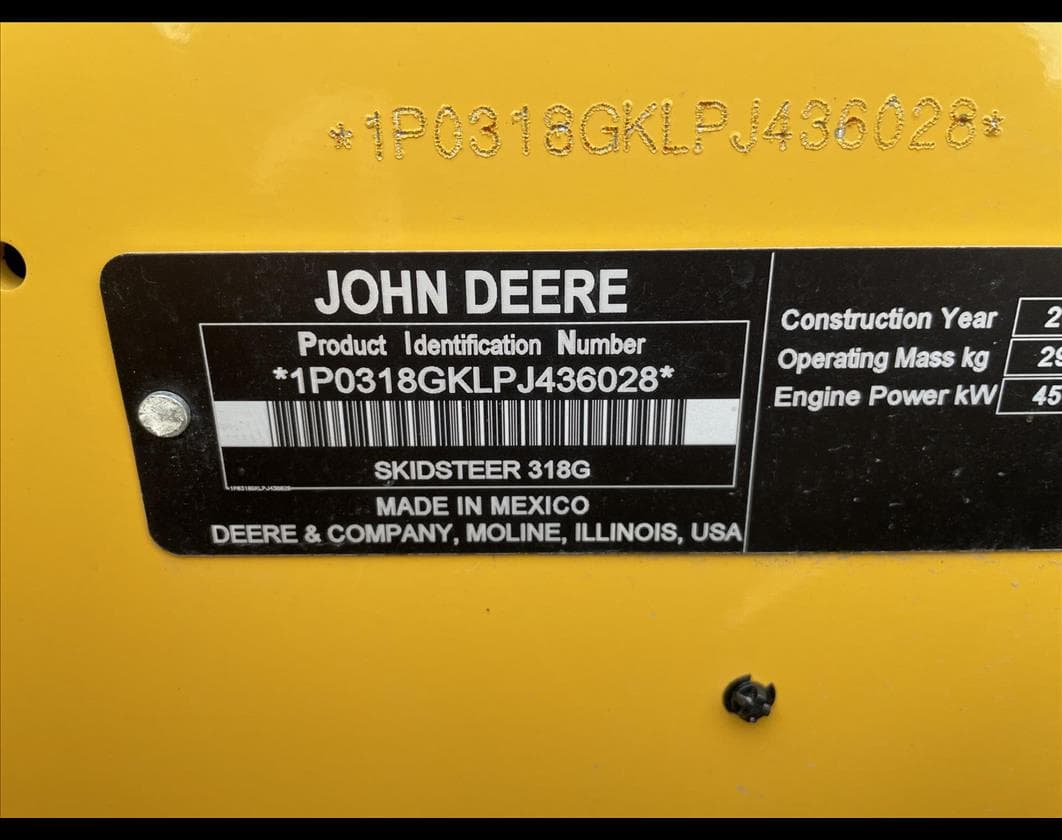 *1P0318GKLPJ436028*
JOHN DEERE
Product Identification Number
*1P0318GKLPJ436028*
SKIDSTEER 318G
MADE IN MEXICO
DEERE & COMPANY, MOLINE, ILLINOIS, USA
Construction Year
Operating Mass kg
Engine Power kW 45